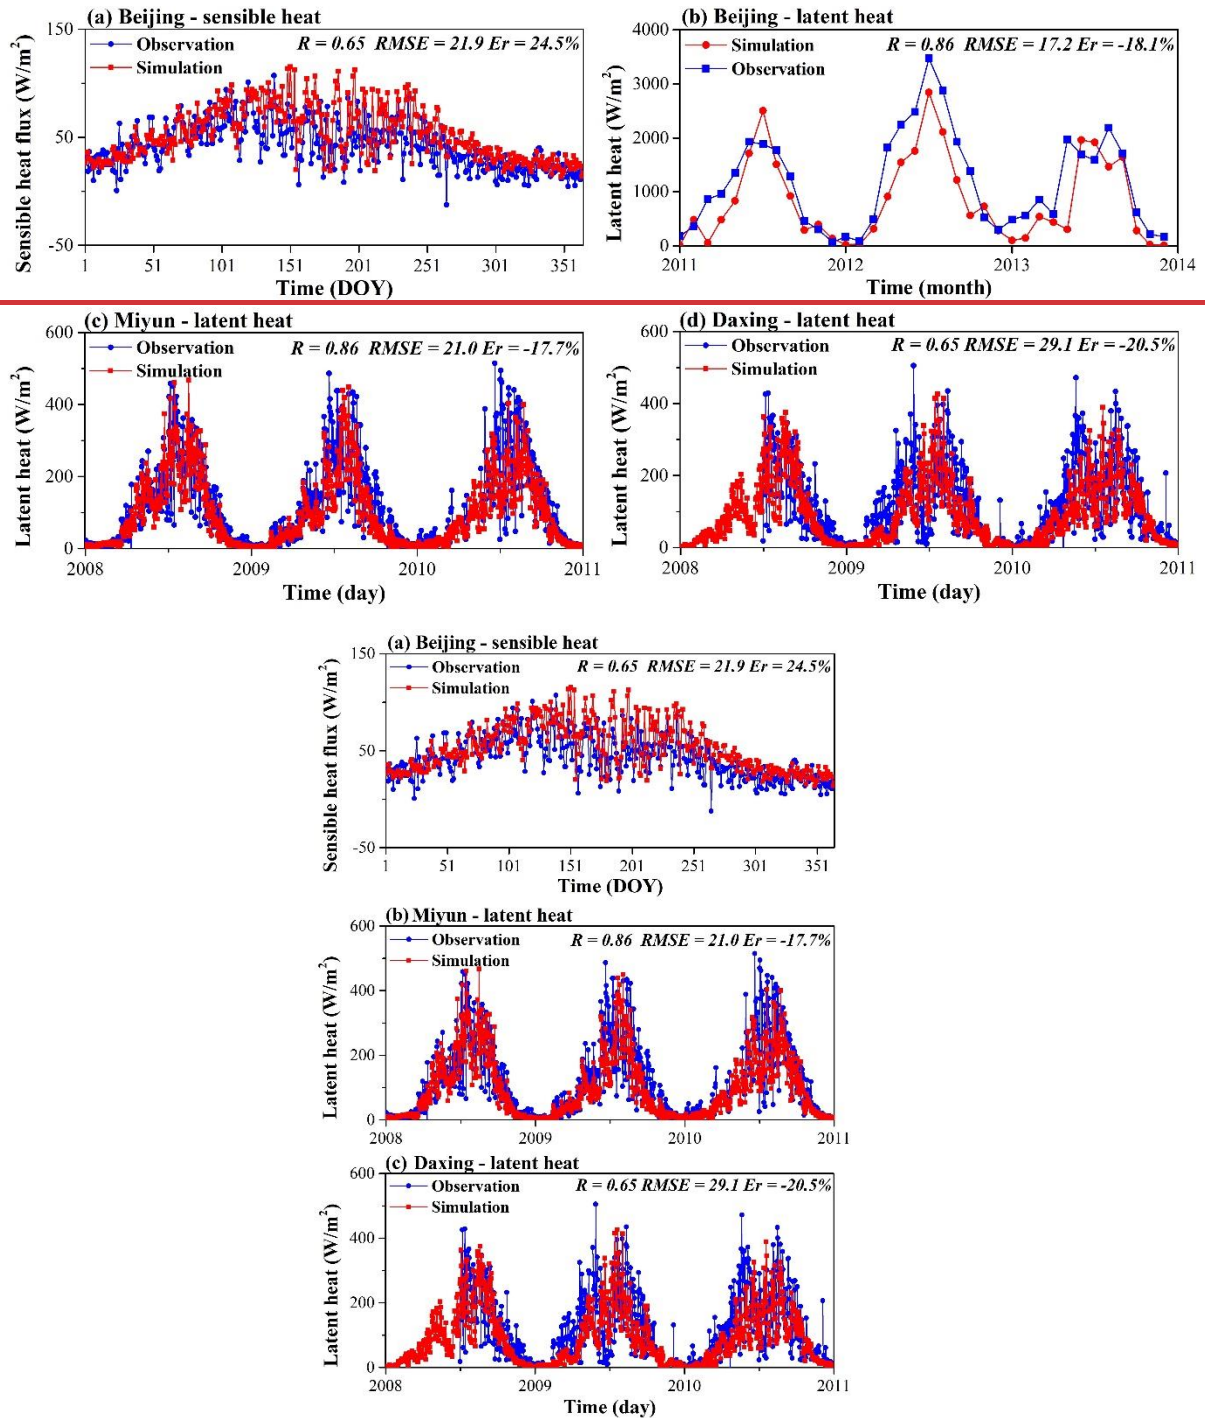 (a) Beijing - sensible heat
Sensible heat flux (W/m²)
150
50
-50
Observation
Simulation
R = 0.65 RMSE = 21.9 Er = 24.5%
1 51 101 151 201 251 301 351
Time (DOY)
(b) Beijing - latent heat
Latent heat (W/m²)
4000
3000
2000
1000
0
Simulation
Observation
R = 0.86 RMSE = 17.2 Er = -18.1%
2011 2012 2013 2014
Time (month)
(c) Miyun - latent heat
Latent heat (W/m²)
600
400
200
0
Observation
Simulation
R = 0.86 RMSE = 21.0 Er = -17.7%
2008 2009 2010 2011
Time (day)
(d) Daxing - latent heat
Latent heat (W/m²)
600
400
200
0
Observation
Simulation
R = 0.65 RMSE = 29.1 Er = -20.5%
2008 2009 2010 2011
Time (day)
(a) Beijing - sensible heat
Sensible heat flux (W/m²)
150
50
-50
Observation
Simulation
R = 0.65 RMSE = 21.9 Er = 24.5%
1 51 101 151 201 251 301 351
Time (DOY)
(b) Miyun - latent heat
Latent heat (W/m²)
600
400
200
0
Observation
Simulation
R = 0.86 RMSE = 21.0 Er = -17.7%
2008 2009 2010 2011
(c) Daxing - latent heat
Latent heat (W/m²)
600
400
200
0
Observation
Simulation
R = 0.65 RMSE = 29.1 Er = -20.5%
2008 2009 2010 2011
Time (day)